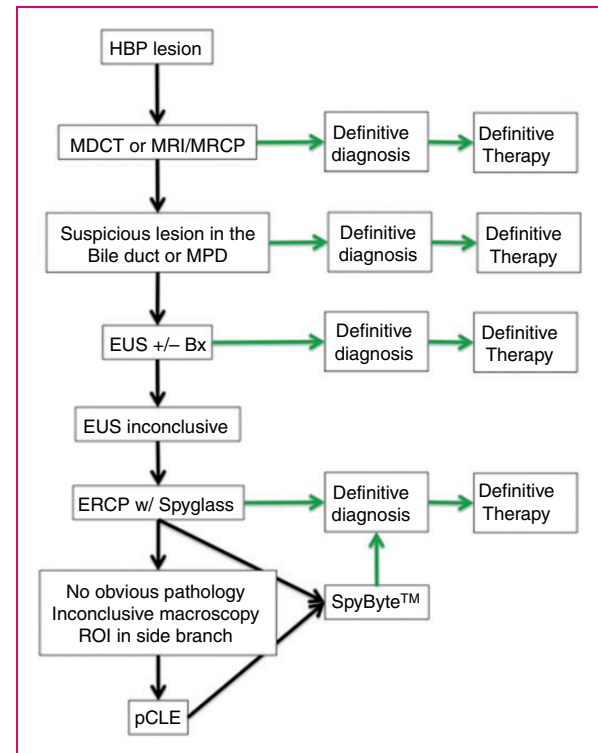 HBP lesion
MDCT or MRI/MRCP
Definitive
diagnosis
Definitive
Therapy
Suspicious lesion in the
Bile duct or MPD
Definitive
diagnosis
Definitive
Therapy
EUS +/– Bx
Definitive
diagnosis
Definitive
Therapy
EUS inconclusive
ERCP w/ Spyglass
Definitive
diagnosis
Definitive
Therapy
No obvious pathology
Inconclusive macroscopy
ROI in side branch
SpyByte™
pCLE